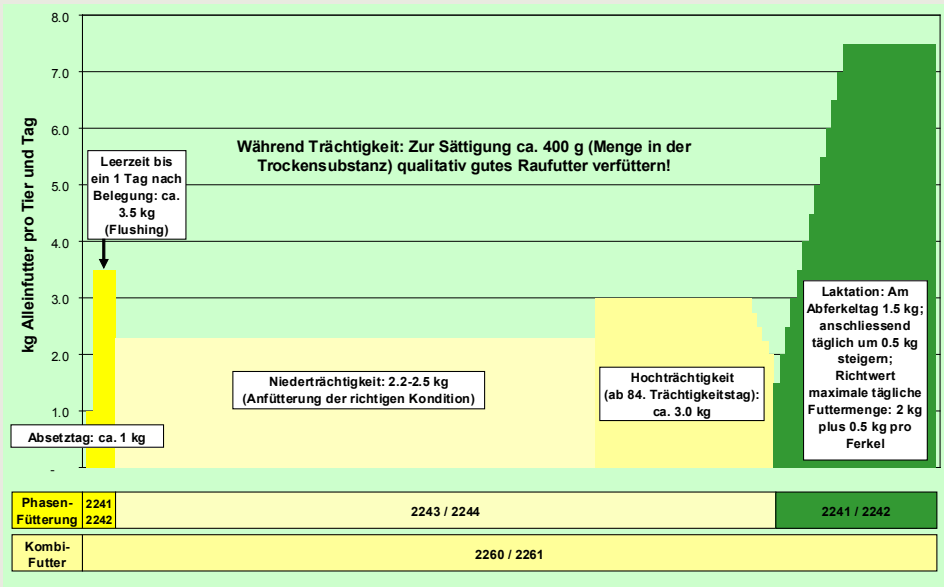 8.0
7.0
6.0
5.0
4.0
3.0
2.0
1.0
-
kg Alleinfutter pro Tier und Tag
Während Trächtigkeit: Zur Sättigung ca. 400 g (Menge in der
Trockensubstanz) qualitativ gutes Raufutter verfüttern!
Leerzeit bis
ein 1 Tag nach
Belegung: ca.
3.5 kg
(Flushing)
Absetztag: ca. 1 kg
Niederträchtigkeit: 2.2-2.5 kg
(Anfütterung der richtigen Kondition)
Hochträchtigkeit
(ab 84. Trächtigkeitstag):
ca. 3.0 kg
Laktation: Am
Abferkeltag 1.5 kg;
anschliessend
täglich um 0.5 kg
steigern;
Richtwert
maximale tägliche
Futtermenge: 2 kg
plus 0.5 kg pro
Ferkel
Phasen-
Fütterung
2241
2242
2243 / 2244
2241 / 2242
Kombi-
Futter
2260 / 2261